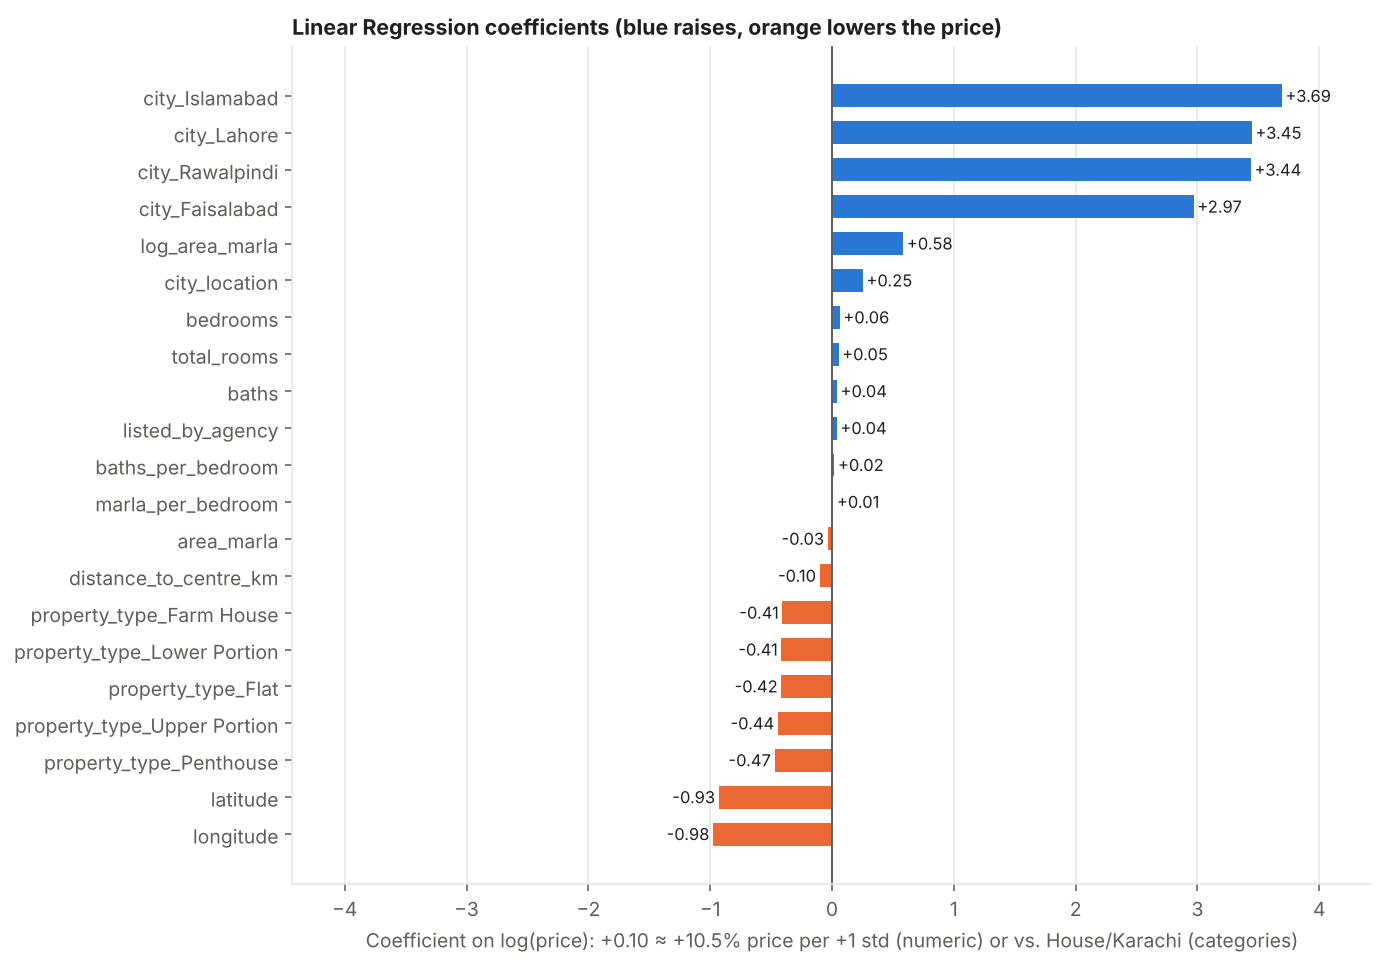 Linear Regression coefficients (blue raises, orange lowers the price)
city_Islamabad +3.69
city_Lahore +3.45
city_Rawalpindi +3.44
city_Faisalabad +2.97
log_area_marla +0.58
city_location +0.25
bedrooms +0.06
total_rooms +0.05
baths +0.04
listed_by_agency +0.04
baths_per_bedroom +0.02
marla_per_bedroom +0.01
area_marla -0.03
distance_to_centre_km -0.10
property_type_Farm House -0.41
property_type_Lower Portion -0.41
property_type_Flat -0.42
property_type_Upper Portion -0.44
property_type_Penthouse -0.47
latitude -0.93
longitude -0.98
−4 −3 −2 −1 0 1 2 3 4
Coefficient on log(price): +0.10 ≈ +10.5% price per +1 std (numeric) or vs. House/Karachi (categories)